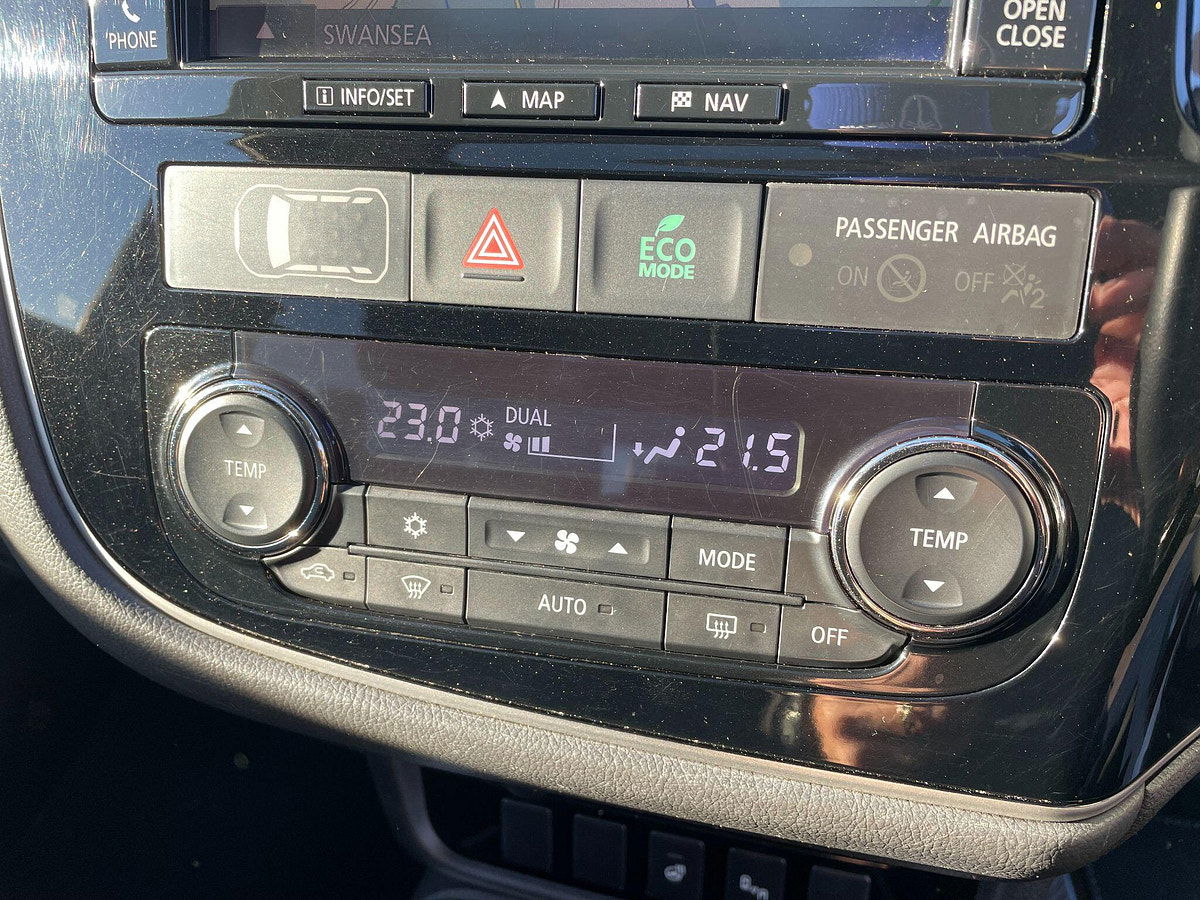 PHONE
SWANSEA
OPEN
CLOSE
INFO/SET
MAP
NAV
ECO
MODE
PASSENGER AIRBAG
ON
OFF
2
23.0
DUAL
21.5
TEMP
TEMP
MODE
AUTO
OFF